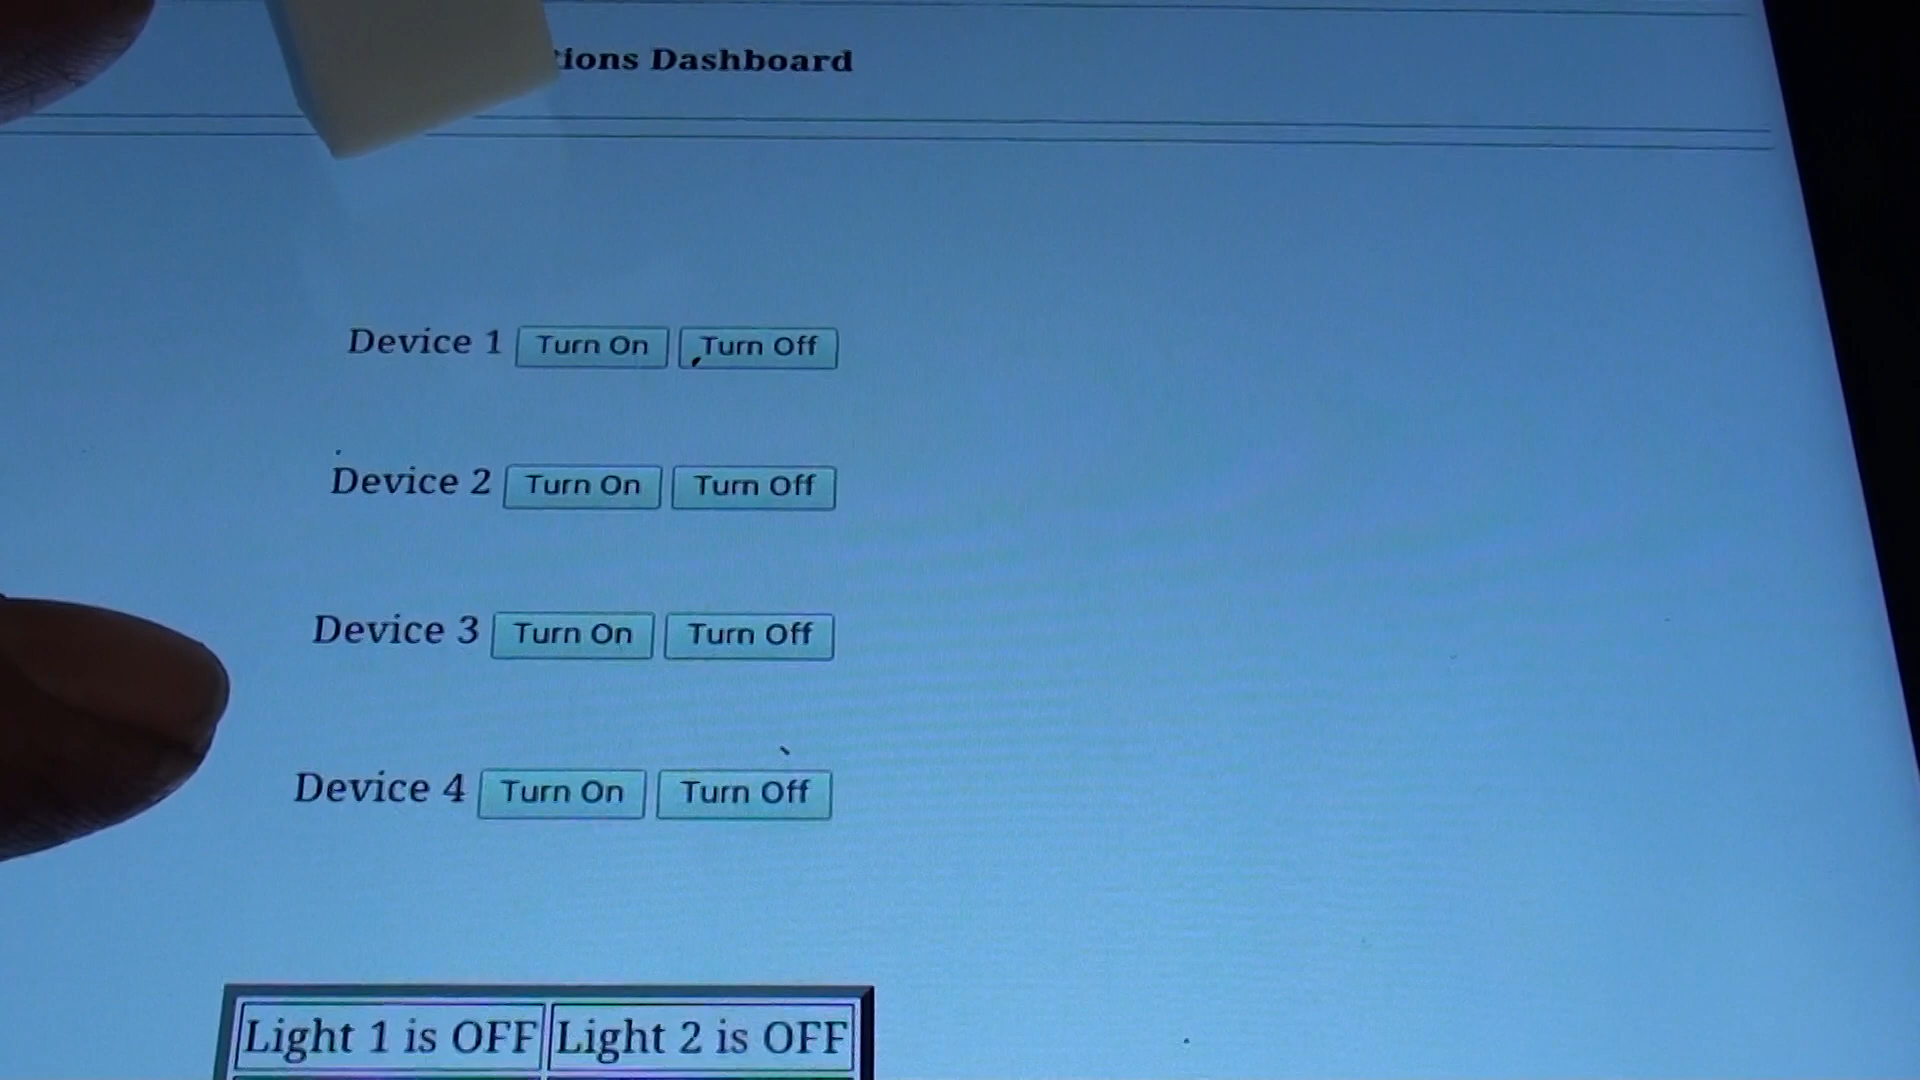 Dashboard
Device 1 Turn On Turn Off
Device 2 Turn On Turn Off
Device 3 Turn On Turn Off
Device 4 Turn On Turn Off
Light 1 is OFF Light 2 is OFF